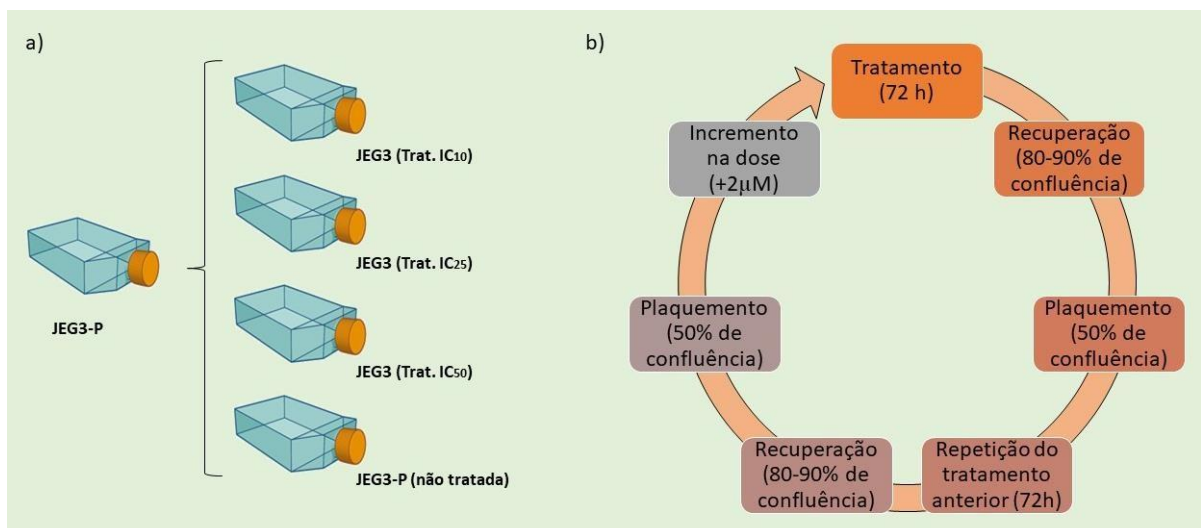 a)
JEG3-P
JEG3 (Trat. IC10)
JEG3 (Trat. IC25)
JEG3 (Trat. IC50)
JEG3-P (não tratada)
b)
Tratamento
(72 h)
Recuperação
(80-90% de
confluência)
Plaquemento
(50% de
confluência)
Repetição do
tratamento
anterior (72h)
Recuperação
(80-90% de
confluência)
Plaquemento
(50% de
confluência)
Incremento
na dose
(+2µM)